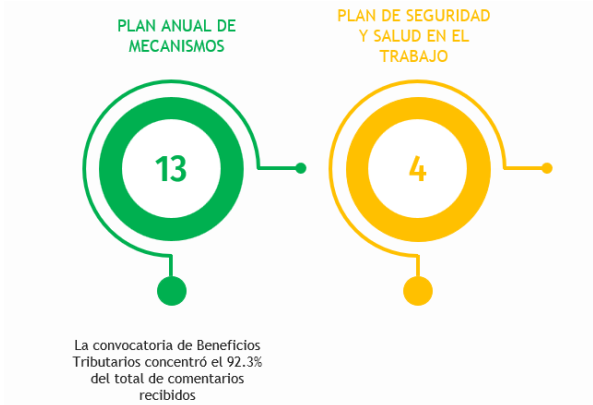 PLAN ANUAL DE
MECANISMOS
13
La convocatoria de Beneficios
Tributarios concentró el 92.3%
del total de comentarios
recibidos
PLAN DE SEGURIDAD
Y SALUD EN EL
TRABAJO
4